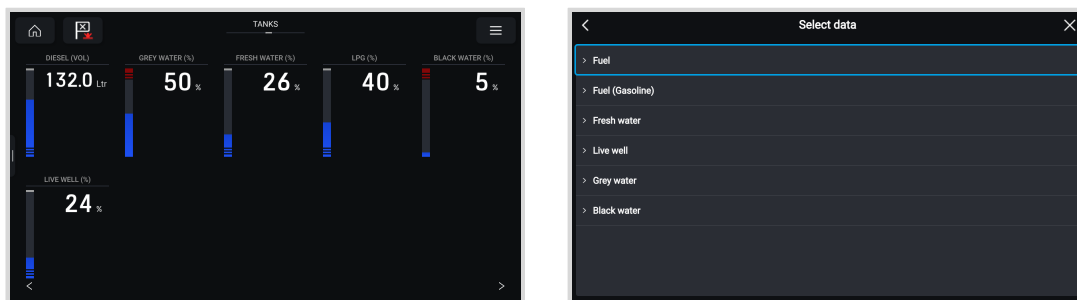 TANKS
DIESEL (VOL)
132.0 Ltr
GREY WATER (%)
50 %
FRESH WATER (%)
26 %
LPG (%)
40 %
BLACK WATER (%)
5 %
LIVE WELL (%)
24 %
Select data
Fuel
Fuel (Gasoline)
Fresh water
Live well
Grey water
Black water